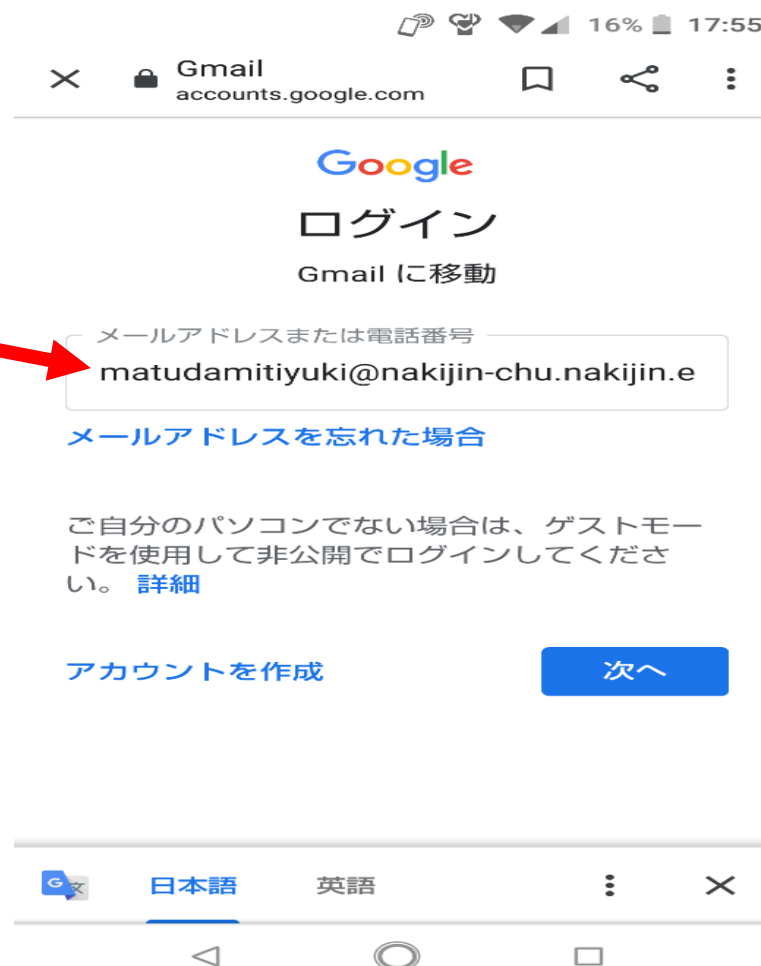 16% 17:55
Gmail
accounts.google.com
Google
ログイン
Gmail に移動
メールアドレスまたは電話番号
matudamitiyuki@nakijin-chu.nakijin.e
メールアドレスを忘れた場合
ご自分のパソコンでない場合は、ゲストモー
ドを使用して非公開でログインしてくださ
い。 詳細
アカウントを作成 次へ
G 文 日本語 英語